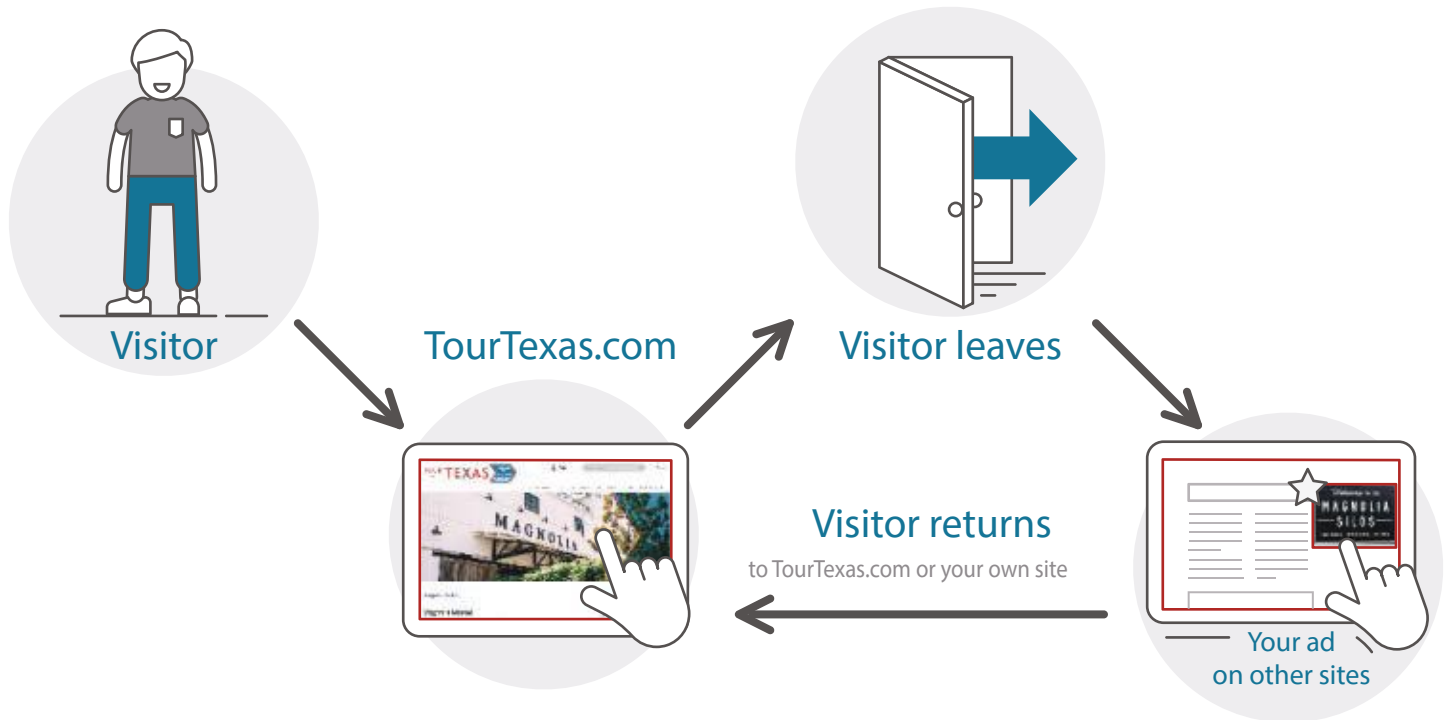 Visitor
TourTexas.com
Visitor leaves
TEXAS
MAGNOLIA
MAGNOLIA
SILOS
Visitor returns
to TourTexas.com or your own site
Your ad
on other sites